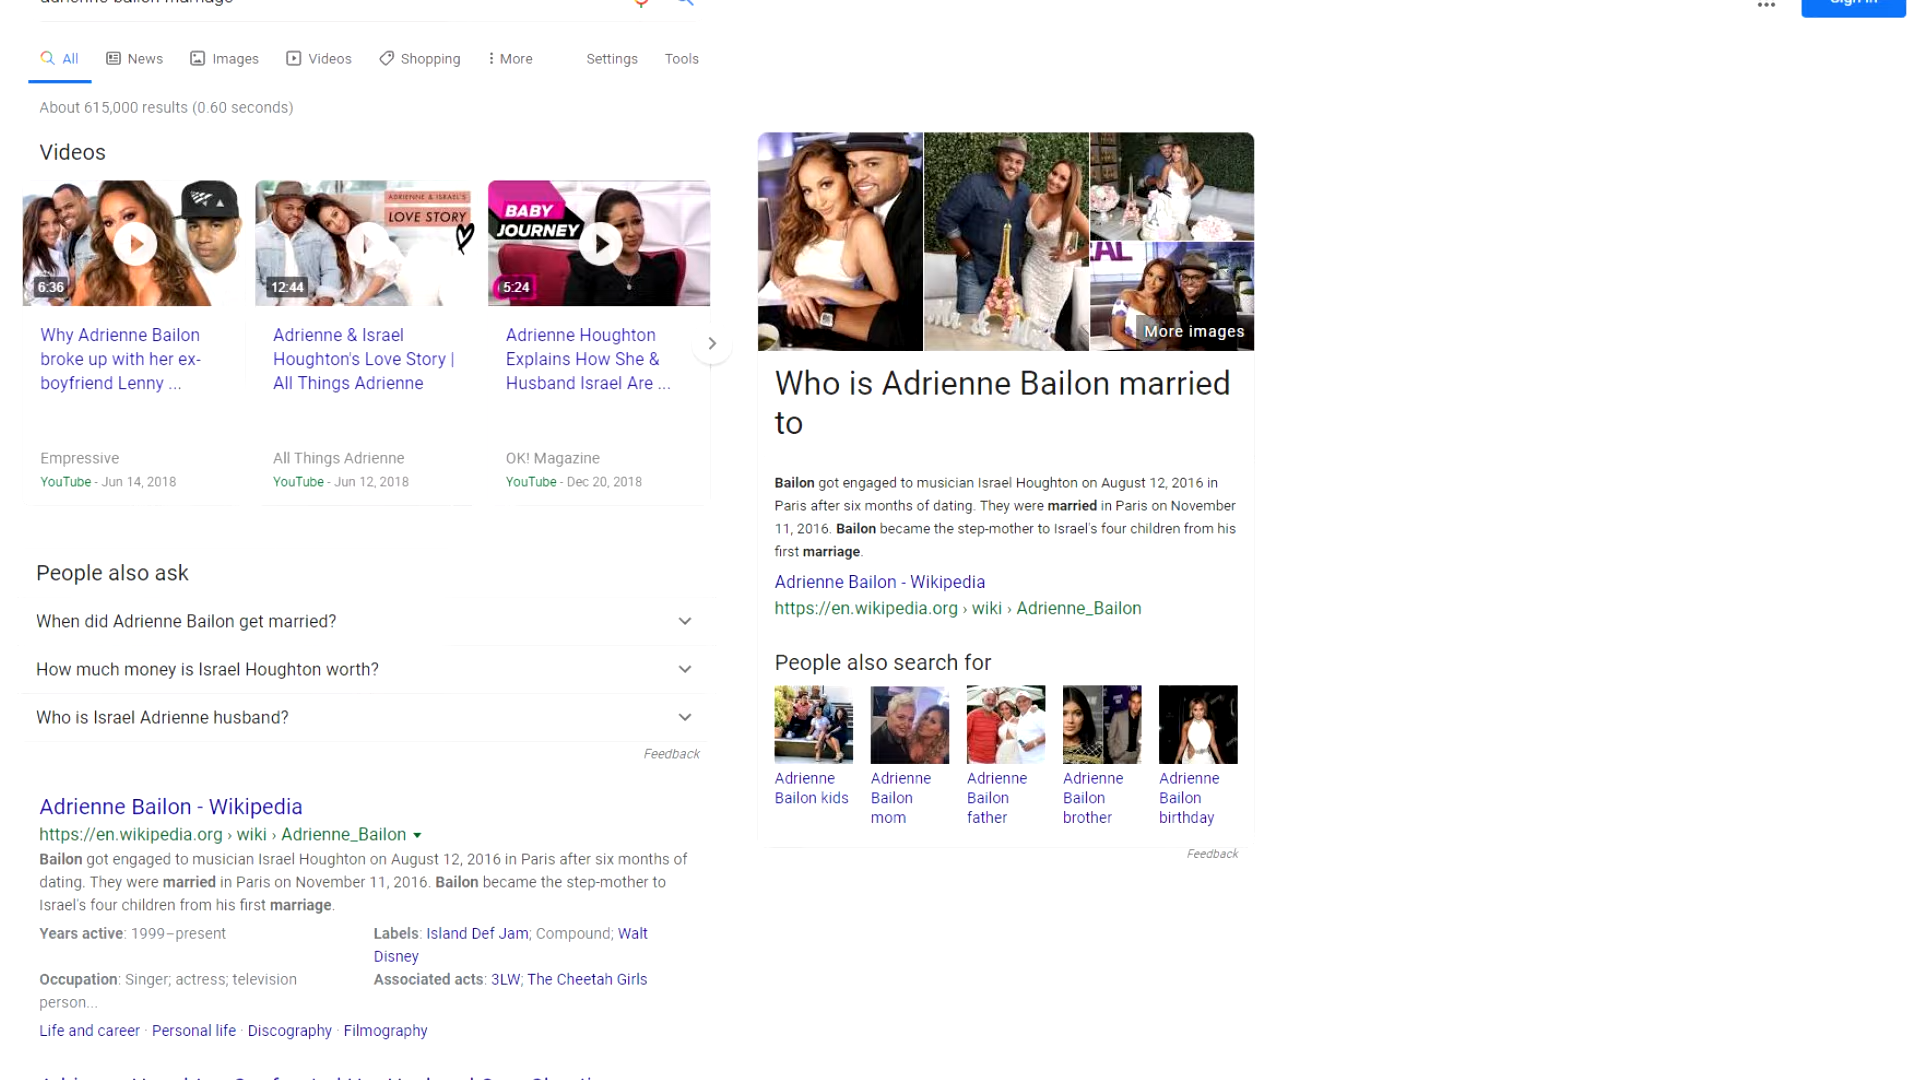 adrienne bailon marriage
Sign in
All
News
Images
Videos
Shopping
More
Settings
Tools
About 615,000 results (0.60 seconds)
Videos
6:36
ADRIENNE & ISRAEL'S
LOVE STORY
12:44
BABY
JOURNEY
5:24
Why Adrienne Bailon
broke up with her ex-
boyfriend Lenny ...
Empressive
YouTube - Jun 14, 2018
Adrienne & Israel
Houghton's Love Story |
All Things Adrienne
All Things Adrienne
YouTube - Jun 12, 2018
Adrienne Houghton
Explains How She &
Husband Israel Are ...
OK! Magazine
YouTube - Dec 20, 2018
People also ask
When did Adrienne Bailon get married?
How much money is Israel Houghton worth?
Who is Israel Adrienne husband?
Feedback
Adrienne Bailon - Wikipedia
https://en.wikipedia.org › wiki › Adrienne_Bailon
Bailon got engaged to musician Israel Houghton on August 12, 2016 in Paris after six months of
dating. They were married in Paris on November 11, 2016. Bailon became the step-mother to
Israel's four children from his first marriage.
Years active: 1999–present
Labels: Island Def Jam; Compound; Walt
Disney
Occupation: Singer; actress; television
person...
Associated acts: 3LW; The Cheetah Girls
Life and career · Personal life · Discography · Filmography
EAL
More images
Who is Adrienne Bailon married
to
Bailon got engaged to musician Israel Houghton on August 12, 2016 in
Paris after six months of dating. They were married in Paris on November
11, 2016. Bailon became the step-mother to Israel's four children from his
first marriage.
Adrienne Bailon - Wikipedia
https://en.wikipedia.org › wiki › Adrienne_Bailon
People also search for
Adrienne
Bailon kids
Adrienne
Bailon
mom
Adrienne
Bailon
father
Adrienne
Bailon
brother
Adrienne
Bailon
birthday
Feedback